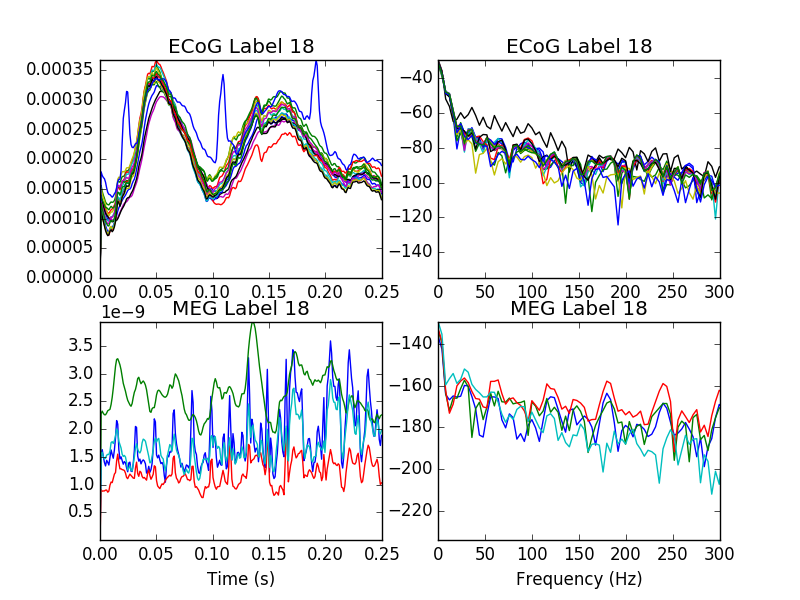 ECoG Label 18
0.00035
0.00030
0.00025
0.00020
0.00015
0.00010
0.00005
0.00000
0.00 0.05 0.10 0.15 0.20 0.25
ECoG Label 18
−40
−60
−80
−100
−120
−140
0 50 100 150 200 250 300
MEG Label 18
1e−9
3.5
3.0
2.5
2.0
1.5
1.0
0.5
0.00 0.05 0.10 0.15 0.20 0.25
Time (s)
MEG Label 18
−140
−160
−180
−200
−220
0 50 100 150 200 250 300
Frequency (Hz)